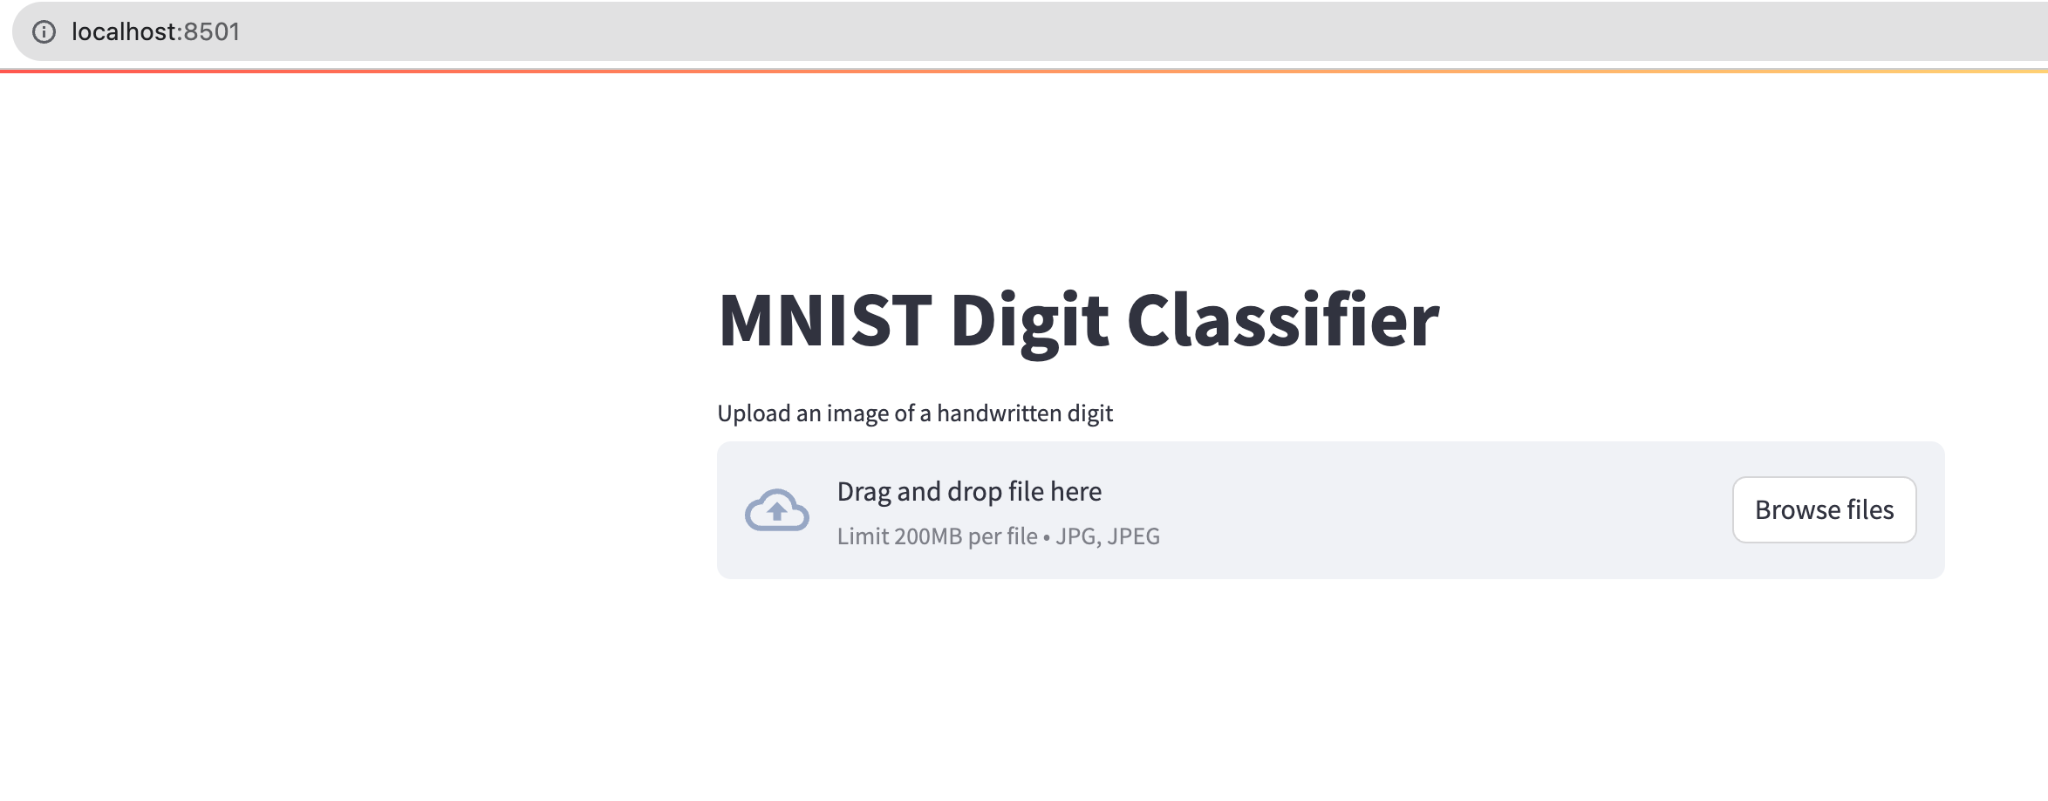 localhost:8501
MNIST Digit Classifier
Upload an image of a handwritten digit
Drag and drop file here
Limit 200MB per file • JPG, JPEG
Browse files